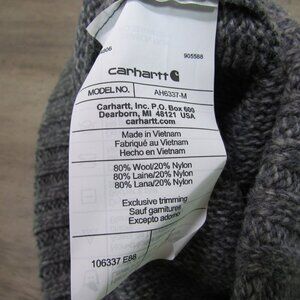 905588
carhartt
MODEL NO. AH6337-M
Carhartt, Inc. P.O. Box 600
Dearborn, MI 48121 USA
carhartt.com
Made in Vietnam
Fabriqué au Vietnam
Hecho en Vietnam
80% Wool/20% Nylon
80% Laine/20% Nylon
80% Lana/20% Nylon
Exclusive trimming
Sauf garnitures
Excepto adorno
106337 E88